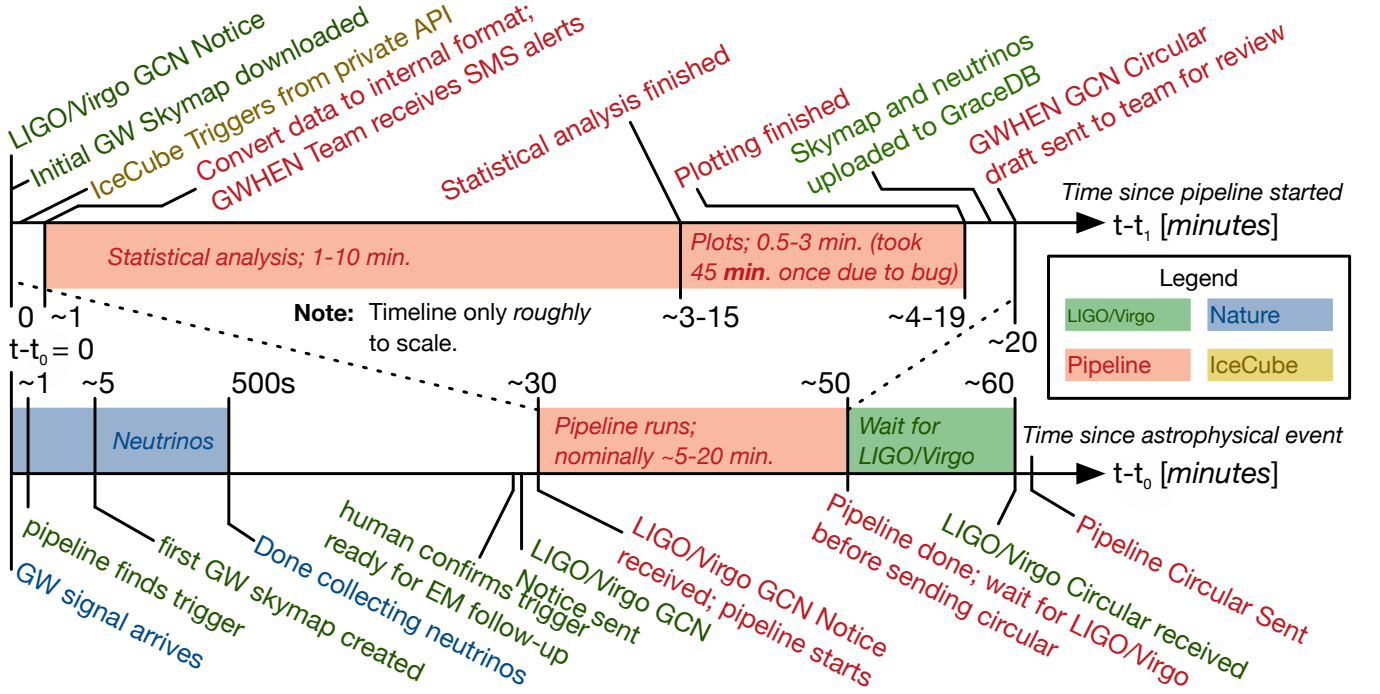 LIGO/Virgo GCN Notice
Initial GW Skymap downloaded
IceCube Triggers from private API
Convert data to internal format;
GWHEN Team receives SMS alerts
Statistical analysis finished
Plotting finished
Skymap and neutrinos
uploaded to GraceDB
GWHEN GCN Circular
draft sent to team for review
Time since pipeline started
t-t1 [minutes]
Statistical analysis; 1-10 min.
Plots; 0.5-3 min. (took
45 min. once due to bug)
0
~1
Note: Timeline only roughly
to scale.
~3-15
~4-19
~20
Legend
LIGO/Virgo
Nature
Pipeline
IceCube
t-t0 = 0
~1
~5
500s
~30
~50
~60
Neutrinos
Pipeline runs;
nominally ~5-20 min.
Wait for
LIGO/Virgo
Time since astrophysical event
t-t0 [minutes]
GW signal arrives
pipeline finds trigger
first GW skymap created
Done collecting neutrinos
human confirms trigger
ready for EM follow-up
LIGO/Virgo GCN
Notice sent
LIGO/Virgo GCN Notice
received; pipeline starts
Pipeline done; wait for LIGO/Virgo
before sending circular
LIGO/Virgo Circular received
Pipeline Circular Sent